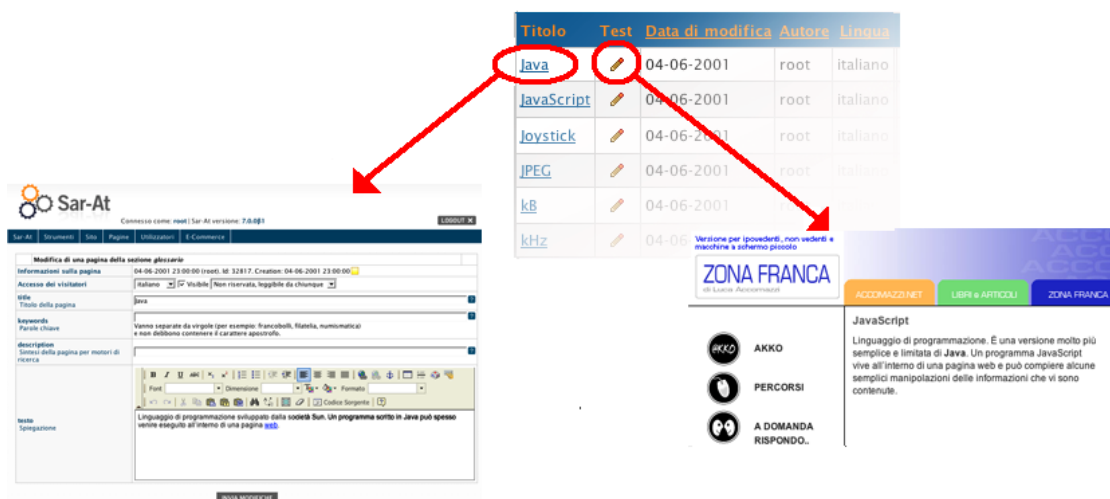 Titolo Test Data di modifica Autore Lingua
Java 04-06-2001 root italiano
JavaScript 04-06-2001 root italiano
Joystick 04-06-2001 root italiano
JPEG 04-06-2001 root italiano
kB 04-06-2001 root
kHz 04-06
Sar-At
Connesso come: root | Sar-At versione: 7.0.0β1
LOGOUT X
Sar-At Strumenti Sito Pagine Utilizzatori E-Commerce
Modifica di una pagina della sezione glossario
Informazioni sulla pagina 04-06-2001 23:00:00 (root). Id: 32817. Creation: 04-06-2001 23:00:00
Accesso dei visitatori italiano Visibile Non riservata, leggibile da chiunque
title Java
Titolo della pagina
keywords
Parole chiave
Vanno separate da virgole (per esempio: francobolli, filatelia, numismatica)
e non debbono contenere il carattere apostrofo.
description
Sintesi della pagina per motori di
ricerca
B I U ABC
Font Dimensione Formato
Codice Sorgente
testo
Spiegazione
Linguaggio di programmazione sviluppato dalla società Sun. Un programma scritto in Java può spesso
venire eseguito all'interno di una pagina web.
INVIA MODIFICHE
Versione per ipovedenti, non vedenti e
macchine a schermo piccolo
ZONA FRANCA
di Luca Accomazzi
ACCOMAZZI.NET LIBRI e ARTICOLI ZONA FRANCA
@KKO AKKO
PERCORSI
A DOMANDA
RISPONDO..
JavaScript
Linguaggio di programmazione. È una versione molto più
semplice e limitata di Java. Un programma JavaScript
vive all'interno di una pagina web e può compiere alcune
semplici manipolazioni delle informazioni che vi sono
contenute.